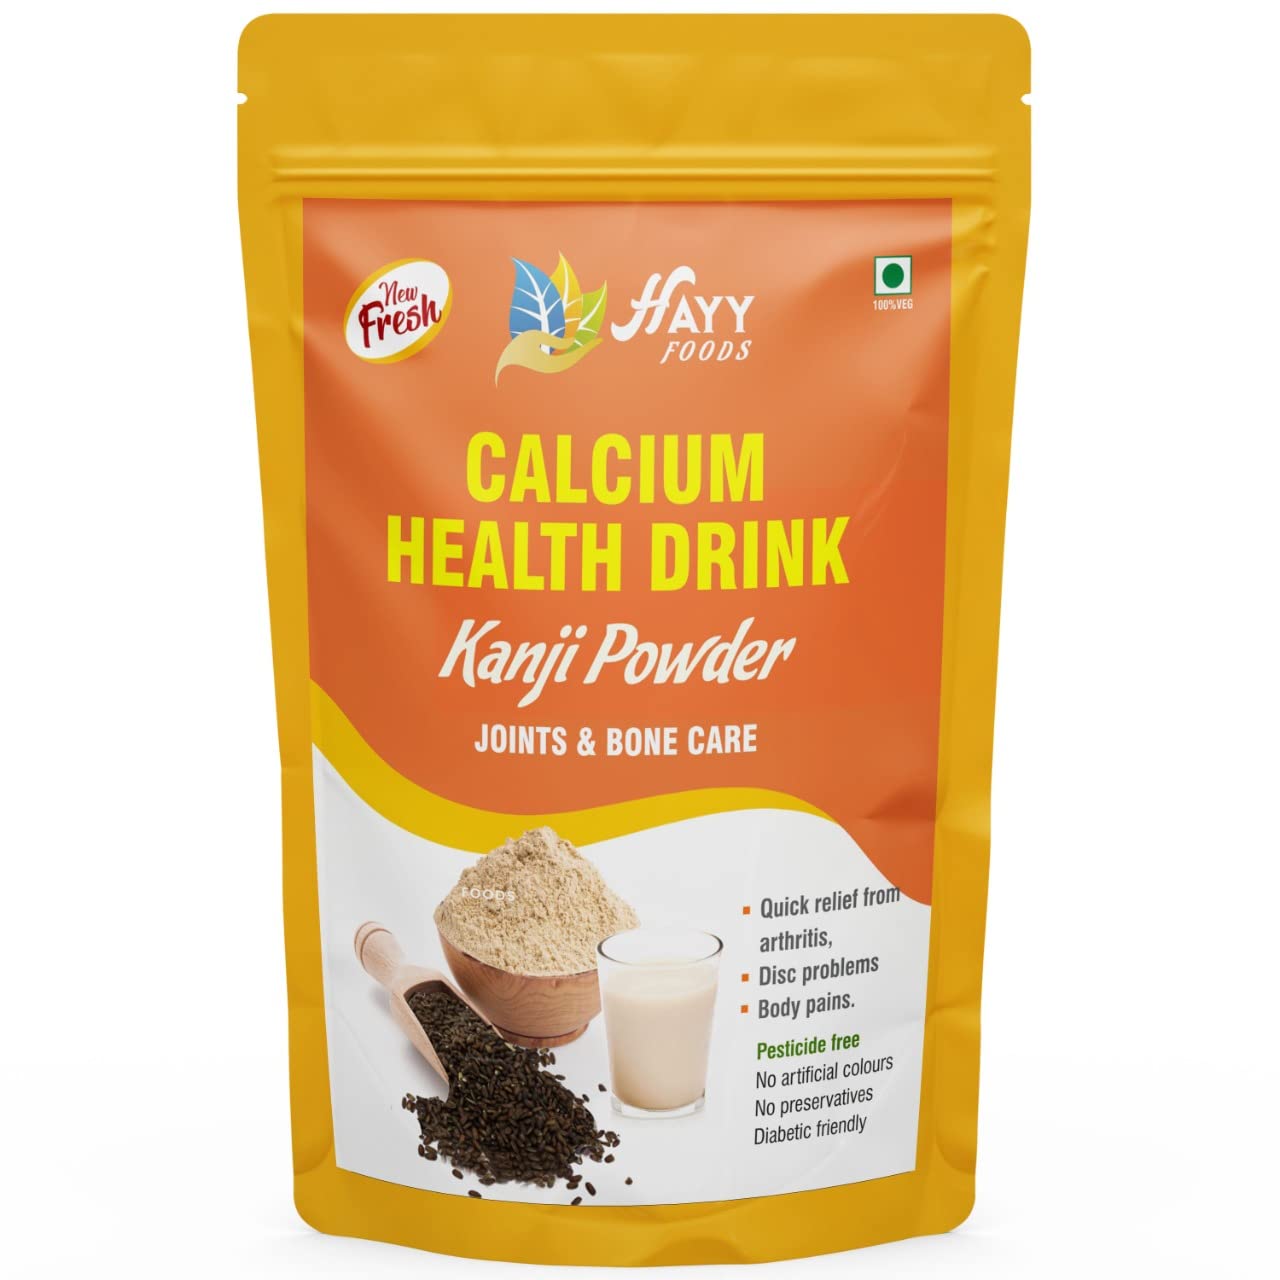 New
Fresh
HAYY
FOODS
100%VEG
CALCIUM
HEALTH DRINK
Kanji Powder
JOINTS & BONE CARE
FOODS
▪ Quick relief from
arthritis,
▪ Disc problems
▪ Body pains.
Pesticide free
No artificial colours
No preservatives
Diabetic friendly